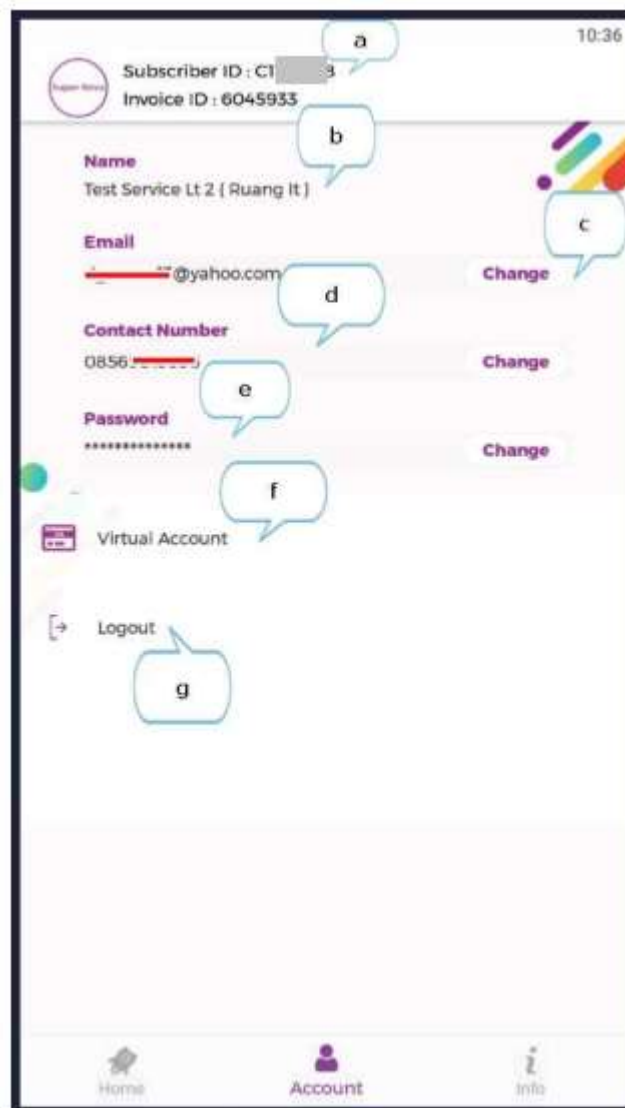 a
10:36
Subscriber ID : C1 8
Invoice ID : 6045933
b
Name
Test Service Lt 2 ( Ruang It )
c
Email
@yahoo.com
Change
d
Contact Number
0856
Change
e
Password
**************
Change
f
Virtual Account
Logout
g
Home
Account
Info